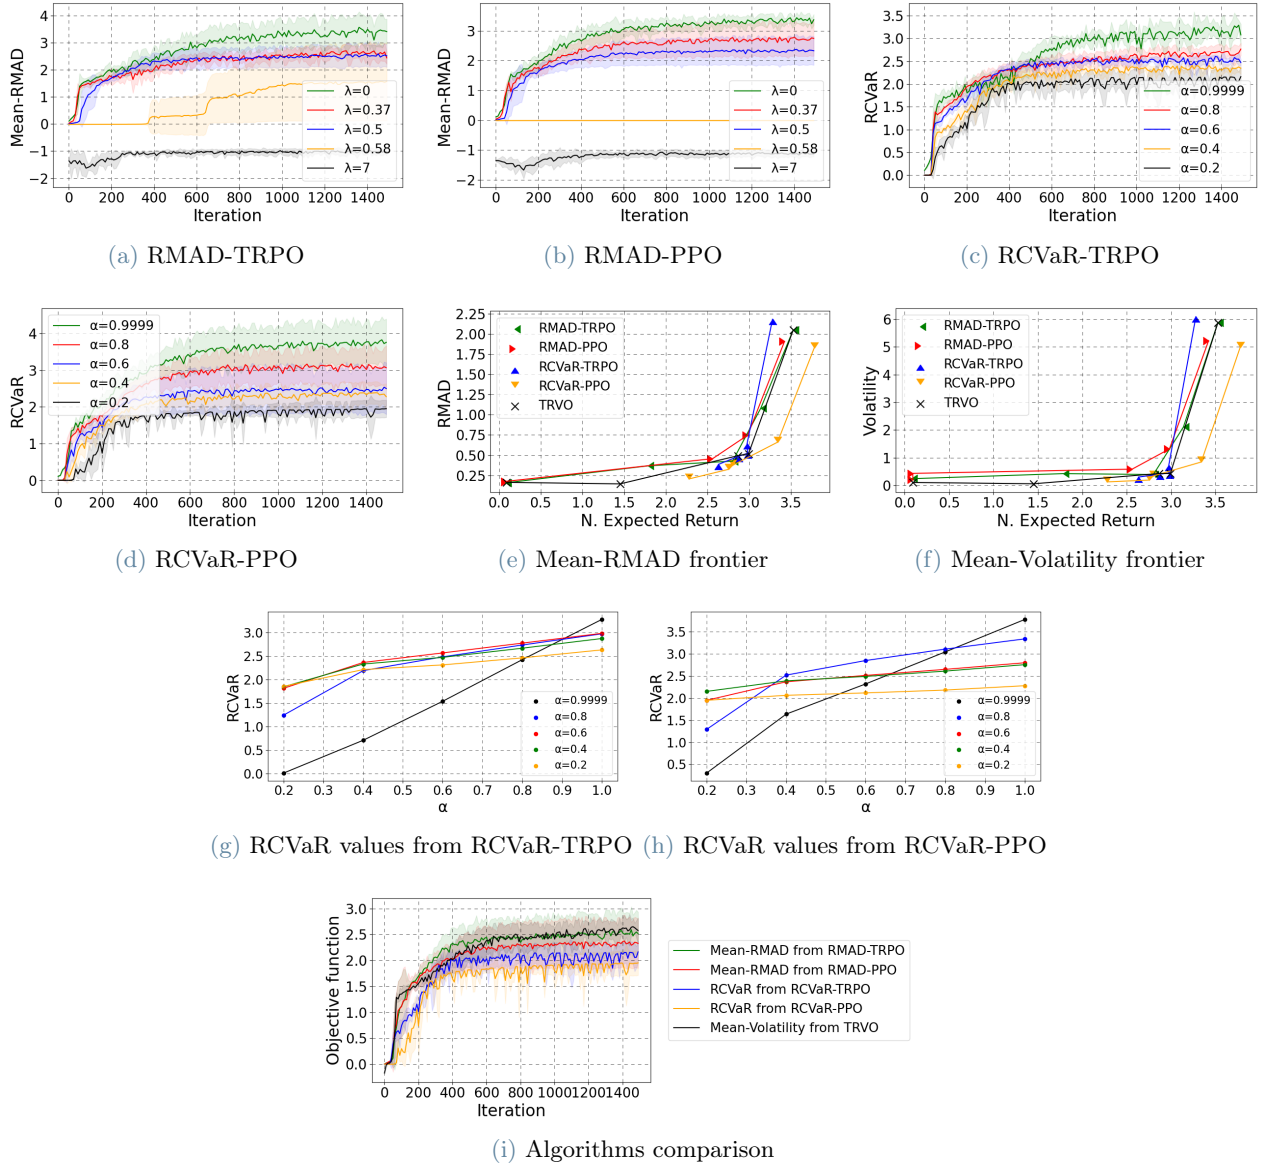 Mean-RMAD
3
2
1
0
−1
−2
λ=0
λ=0.37
λ=0.5
λ=0.58
λ=7
0 200 400 600 800 1000 1200 1400
Iteration
(a) RMAD-TRPO
Mean-RMAD
3
2
1
0
−1
−2
λ=0
λ=0.37
λ=0.5
λ=0.58
λ=7
0 200 400 600 800 1000 1200 1400
Iteration
(b) RMAD-PPO
RCVaR
3.5
3.0
2.5
2.0
1.5
1.0
0.5
0.0
α=0.9999
α=0.8
α=0.6
α=0.4
α=0.2
0 200 400 600 800 1000 1200 1400
Iteration
(c) RCVaR-TRPO
RCVaR
4
3
2
1
0
α=0.9999
α=0.8
α=0.6
α=0.4
α=0.2
0 200 400 600 800 1000 1200 1400
Iteration
(d) RCVaR-PPO
RMAD
2.25
2.00
1.75
1.50
1.25
1.00
0.75
0.50
0.25
RMAD-TRPO
RMAD-PPO
RCVaR-TRPO
RCVaR-PPO
TRVO
0.0 0.5 1.0 1.5 2.0 2.5 3.0 3.5
N. Expected Return
(e) Mean-RMAD frontier
Volatility
6
5
4
3
2
1
0
RMAD-TRPO
RMAD-PPO
RCVaR-TRPO
RCVaR-PPO
TRVO
0.0 0.5 1.0 1.5 2.0 2.5 3.0 3.5
N. Expected Return
(f) Mean-Volatility frontier
RCVaR
3.0
2.5
2.0
1.5
1.0
0.5
0.0
α=0.9999
α=0.8
α=0.6
α=0.4
α=0.2
0.2 0.3 0.4 0.5 0.6 0.7 0.8 0.9 1.0
α
(g) RCVaR values from RCVaR-TRPO
RCVaR
3.5
3.0
2.5
2.0
1.5
1.0
0.5
α=0.9999
α=0.8
α=0.6
α=0.4
α=0.2
0.2 0.3 0.4 0.5 0.6 0.7 0.8 0.9 1.0
α
(h) RCVaR values from RCVaR-PPO
Objective function
3.0
2.5
2.0
1.5
1.0
0.5
0.0
0 200 400 600 800 1000 1200 1400
Iteration
Mean-RMAD from RMAD-TRPO
Mean-RMAD from RMAD-PPO
RCVaR from RCVaR-TRPO
RCVaR from RCVaR-PPO
Mean-Volatility from TRVO
(i) Algorithms comparison